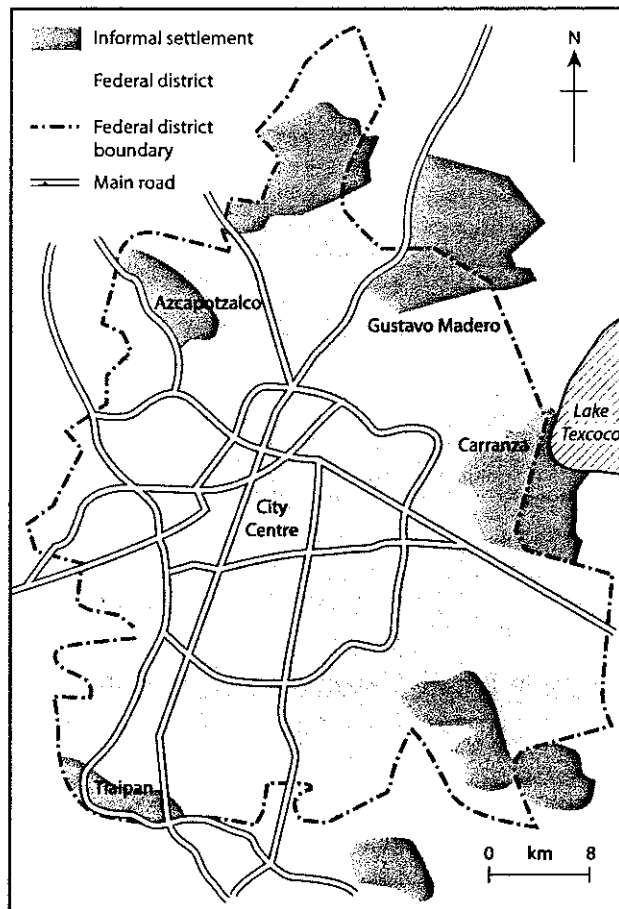 Informal settlement
Federal district
Federal district
boundary
Main road
N
Azcapotzalco
Gustavo Madero
Lake
Texcoco
Carranza
City
Centre
Tlalpan
0 km 8